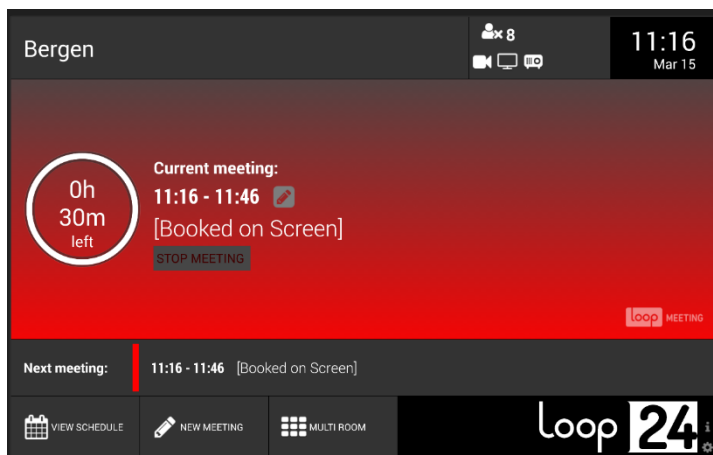 Bergen
x 8
11:16
Mar 15
0h
30m
left
Current meeting:
11:16 - 11:46
[Booked on Screen]
STOP MEETING
loop MEETING
Next meeting:
11:16 - 11:46 [Booked on Screen]
VIEW SCHEDULE
NEW MEETING
MULTI ROOM
loop 24
i